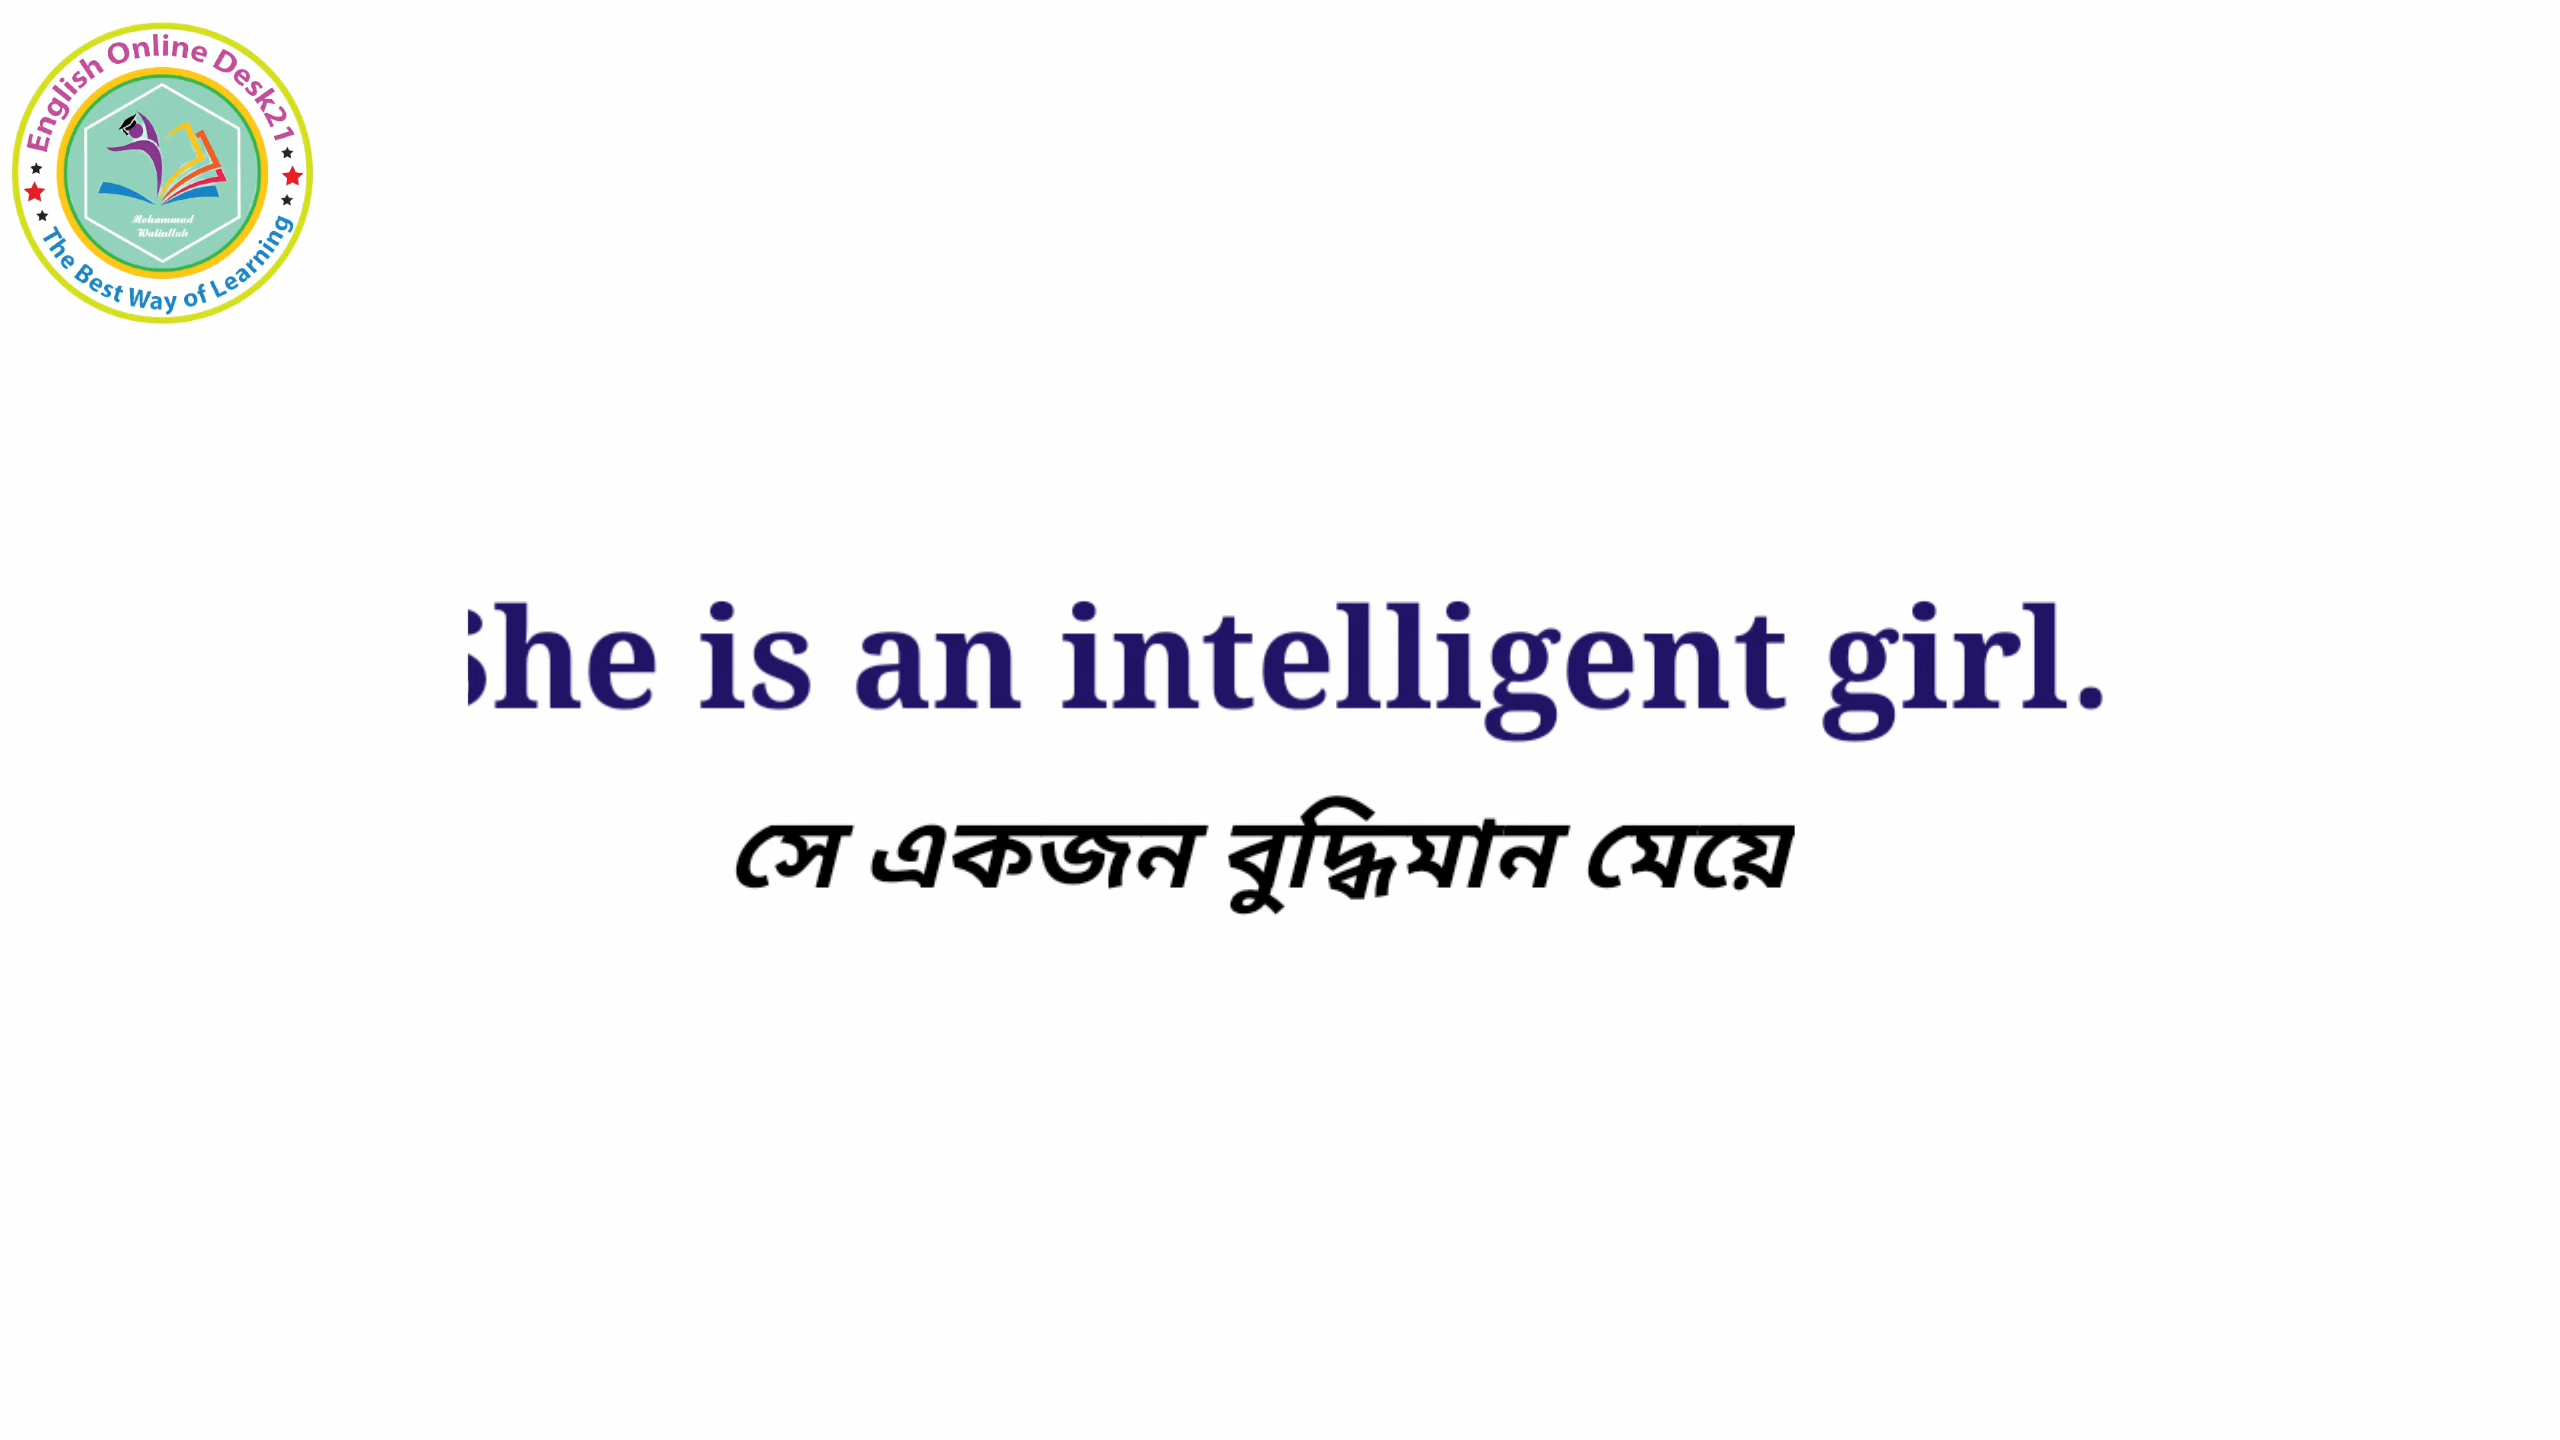 English Online Desk21
Mohammad
Waliullah
The Best Way of Learning
She is an intelligent girl.
সে একজন বুদ্ধিমান মেয়ে